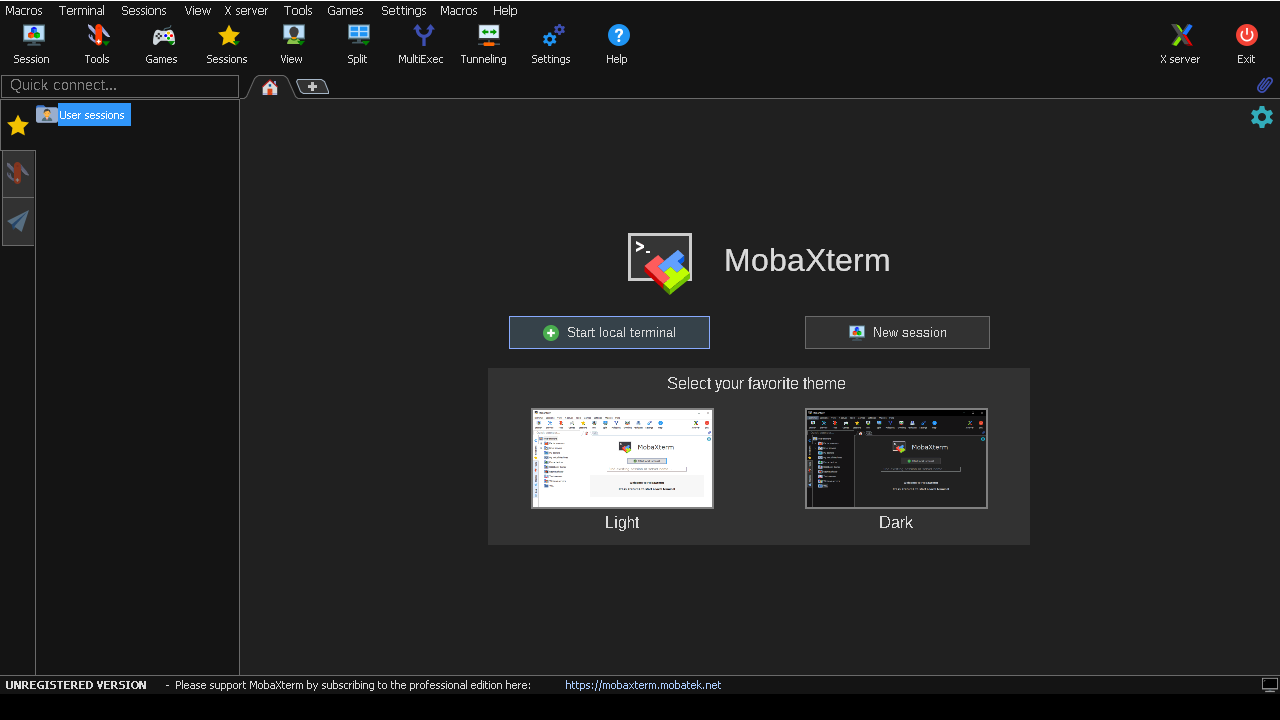 Macros Terminal Sessions View X server Tools Games Settings Macros Help
Session Tools Games Sessions View Split MultiExec Tunneling Settings Help X server Exit
Quick connect...
User sessions
MobaXterm
Start local terminal New session
Select your favorite theme
MobaXterm MobaXterm
Light Dark
UNREGISTERED VERSION - Please support MobaXterm by subscribing to the professional edition here: https://mobaxterm.mobatek.net